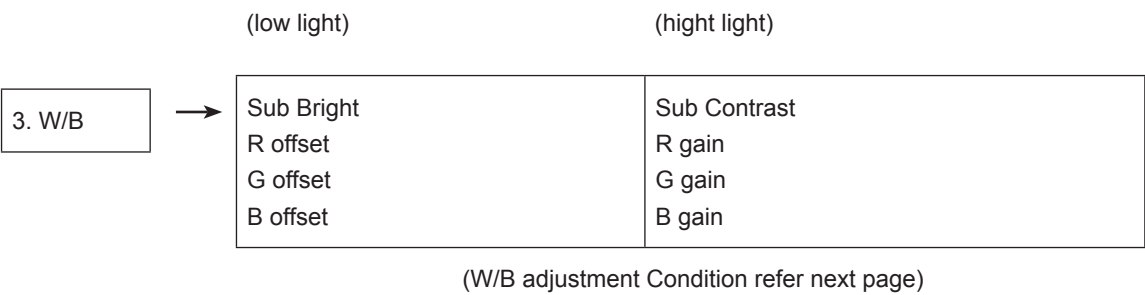 (low light) (hight light)
3. W/B
Sub Bright Sub Contrast
R offset R gain
G offset G gain
B offset B gain
(W/B adjustment Condition refer next page)